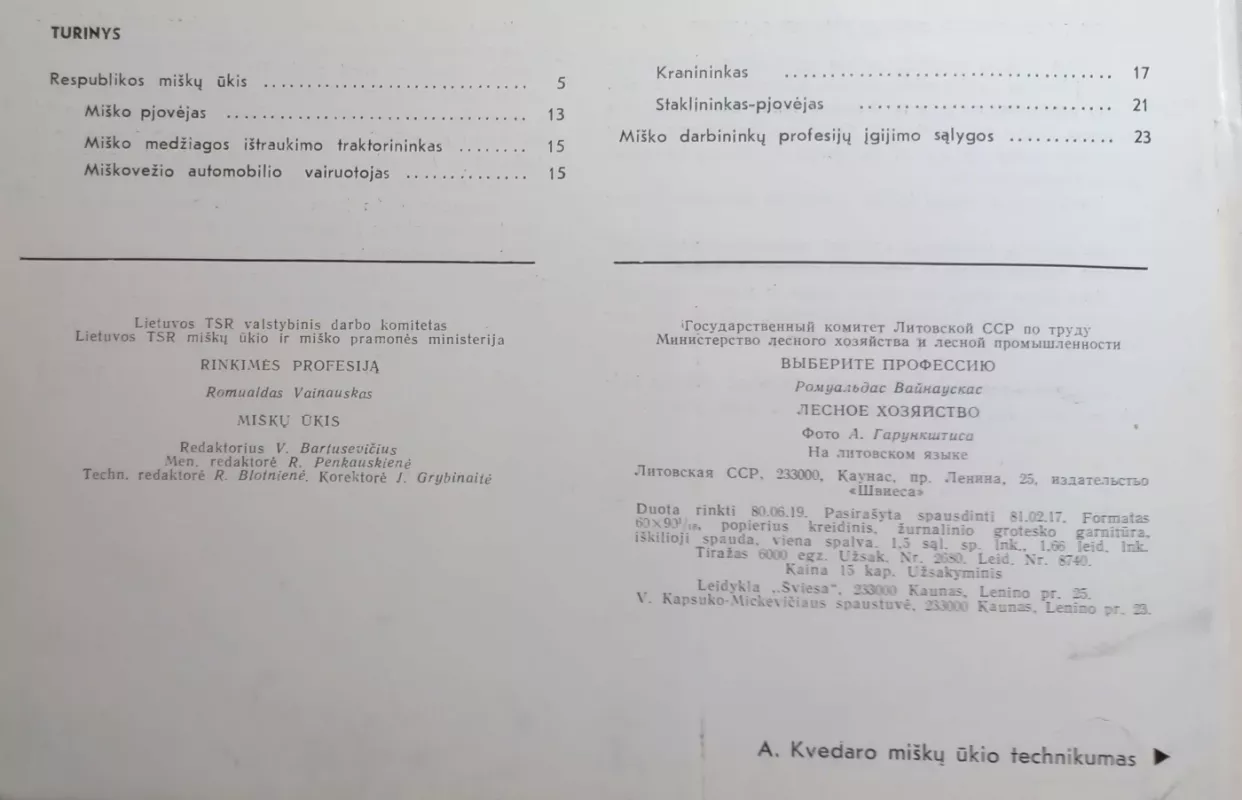 TURINYS
Respublikos miškų ūkis .............................. 5
Miško pjovėjas .................................. 13
Miško medžiagos ištraukimo traktorininkas ........ 15
Miškovežio automobilio vairuotojas .............. 15
Kranininkas ..................................... 17
Staklininkas-pjovėjas ............................. 21
Miško darbininkų profesijų įgijimo sąlygos ............ 23
Lietuvos TSR valstybinis darbo komitetas
Lietuvos TSR miškų ūkio ir miško pramonės ministerija
RINKIMĖS PROFESIJĄ
Romualdas Vainauskas
MIŠKŲ ŪKIS
Redaktorius V. Bartusevičius
Men. redaktorė R. Penkauskienė
Techn. redaktorė R. Blotnienė. Korektorė J. Grybinaitė
Государственный комитет Литовской ССР по труду
Министерство лесного хозяйства и лесной промышленности
ВЫБЕРИТЕ ПРОФЕССИЮ
Ромуальдас Вайнаускас
ЛЕСНОЕ ХОЗЯЙСТВО
Фото А. Гарункштиса
На литовском языке
Литовская ССР, 233000, Каунас, пр. Ленина, 25, издательстьо
«Швиеса»
Duota rinkti 80.06.19. Pasirašyta spausdinti 81.02.17. Formatas
60×90¹/₁₈, popierius kreidinis, žurnalinio grotesko garnitūra,
iškilioji spauda, viena spalva. 1,5 sąl. sp. lnk., 1,66 leid. lnk.
Tiražas 6000 egz. Užsak. Nr. 2680. Leid. Nr. 8740.
Kaina 15 kap. Užsakyminis
Leidykla „Šviesa“, 233000 Kaunas, Lenino pr. 25.
V. Kapsuko-Mickevičiaus spaustuvė, 233000 Kaunas, Lenino pr. 23.
A. Kvedaro miškų ūkio technikumas ►